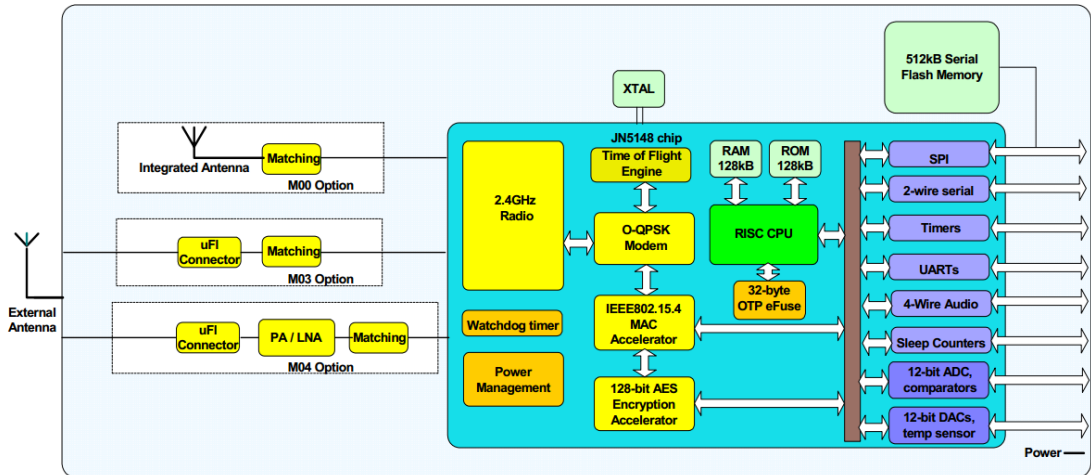 512kB Serial
Flash Memory
XTAL
JN5148 chip
Integrated Antenna
Matching
M00 Option
2.4GHz
Radio
Time of Flight
Engine
RAM
128kB
ROM
128kB
SPI
2-wire serial
O-QPSK
Modem
RISC CPU
Timers
uFl
Connector
Matching
M03 Option
UARTs
32-byte
OTP eFuse
4-Wire Audio
External
Antenna
uFl
Connector
PA / LNA
Matching
M04 Option
Watchdog timer
IEEE802.15.4
MAC
Accelerator
Sleep Counters
Power
Management
128-bit AES
Encryption
Accelerator
12-bit ADC,
comparators
12-bit DACs,
temp sensor
Power